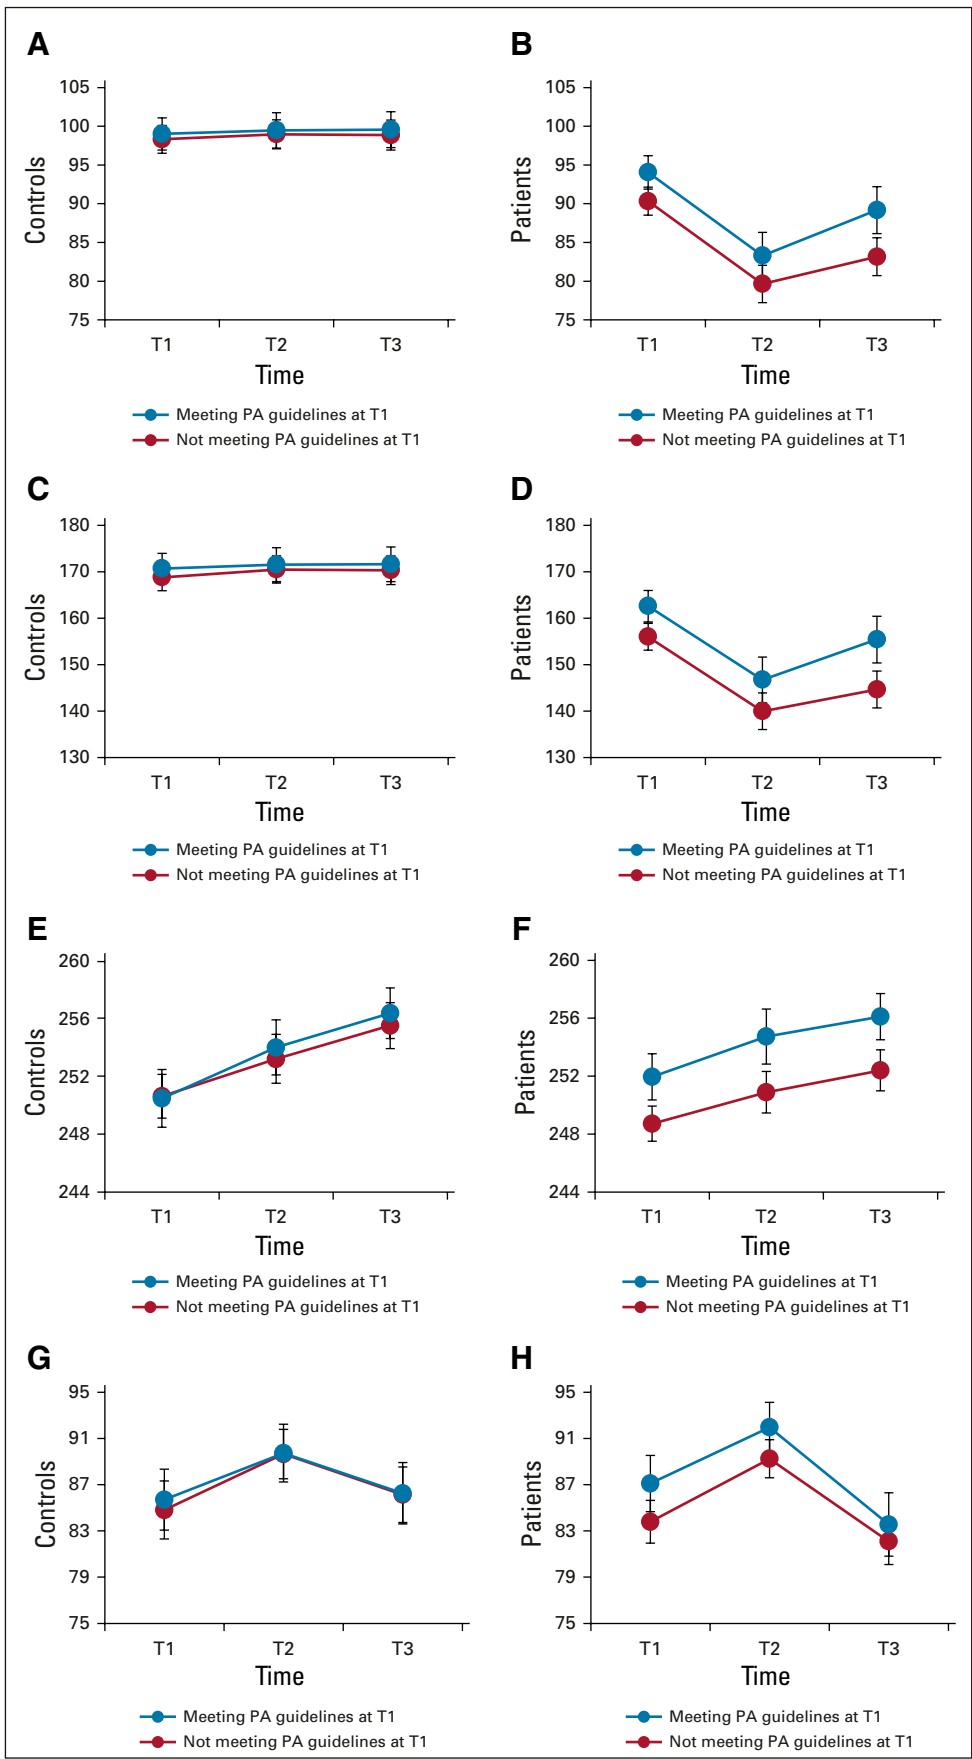 A
Controls
105
100
95
90
85
80
75
T1 T2 T3
Time
Meeting PA guidelines at T1
Not meeting PA guidelines at T1
B
Patients
105
100
95
90
85
80
75
T1 T2 T3
Time
Meeting PA guidelines at T1
Not meeting PA guidelines at T1
C
Controls
180
170
160
150
140
130
T1 T2 T3
Time
Meeting PA guidelines at T1
Not meeting PA guidelines at T1
D
Patients
180
170
160
150
140
130
T1 T2 T3
Time
Meeting PA guidelines at T1
Not meeting PA guidelines at T1
E
Controls
260
256
252
248
244
T1 T2 T3
Time
Meeting PA guidelines at T1
Not meeting PA guidelines at T1
F
Patients
260
256
252
248
244
T1 T2 T3
Time
Meeting PA guidelines at T1
Not meeting PA guidelines at T1
G
Controls
95
91
87
83
79
75
T1 T2 T3
Time
Meeting PA guidelines at T1
Not meeting PA guidelines at T1
H
Patients
95
91
87
83
79
75
T1 T2 T3
Time
Meeting PA guidelines at T1
Not meeting PA guidelines at T1